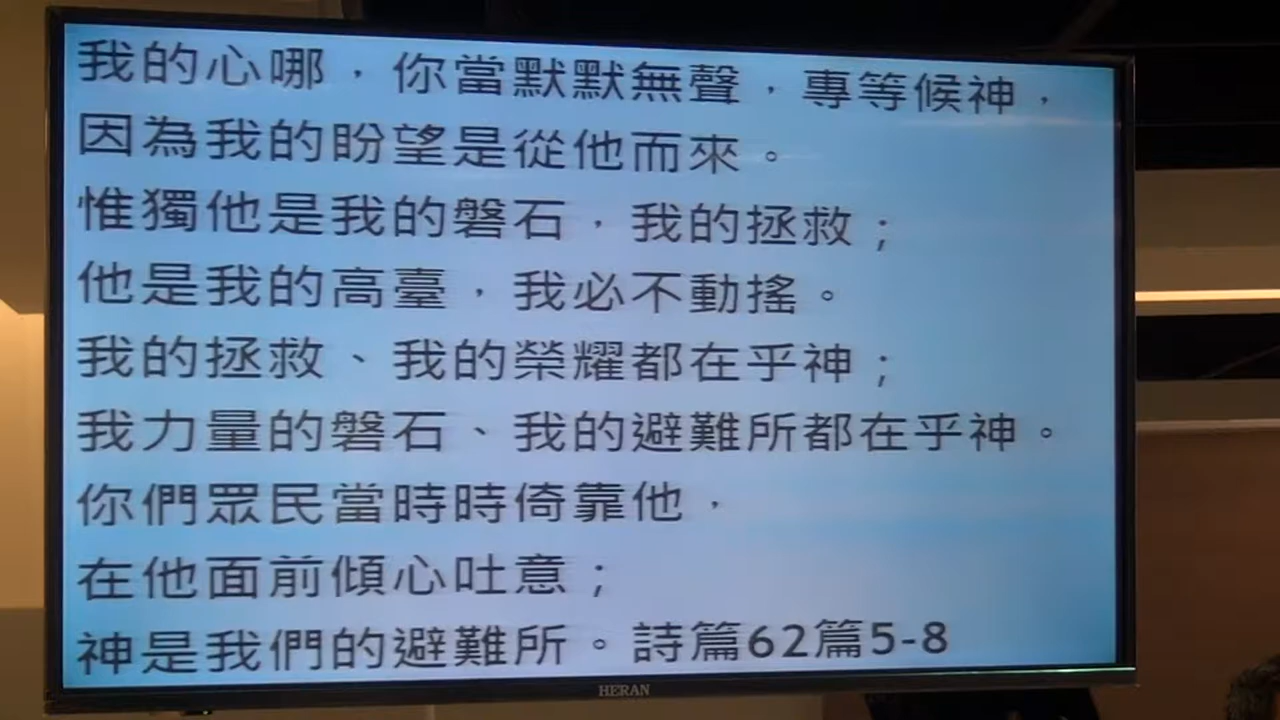 我的心哪，你當默默無聲，專等候神，
因為我的盼望是從他而來。
惟獨他是我的磐石，我的拯救；
他是我的高臺，我必不動搖。
我的拯救、我的榮耀都在乎神；
我力量的磐石、我的避難所都在乎神。
你們眾民當時時倚靠他，
在他面前傾心吐意；
神是我們的避難所。詩篇62篇5-8
HERAN